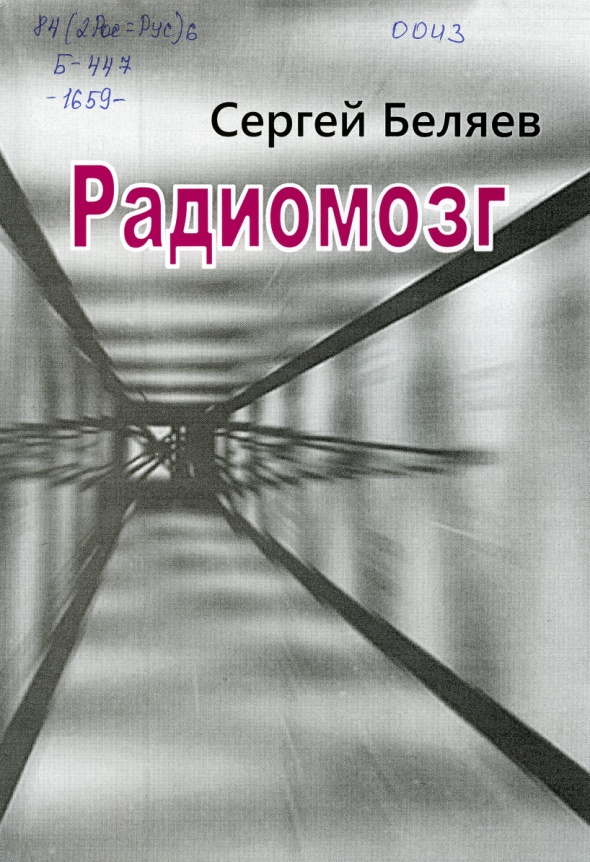 84(2Рос=Рус)6
0043
Б-447
-1659-
Сергей Беляев
Радиомозг